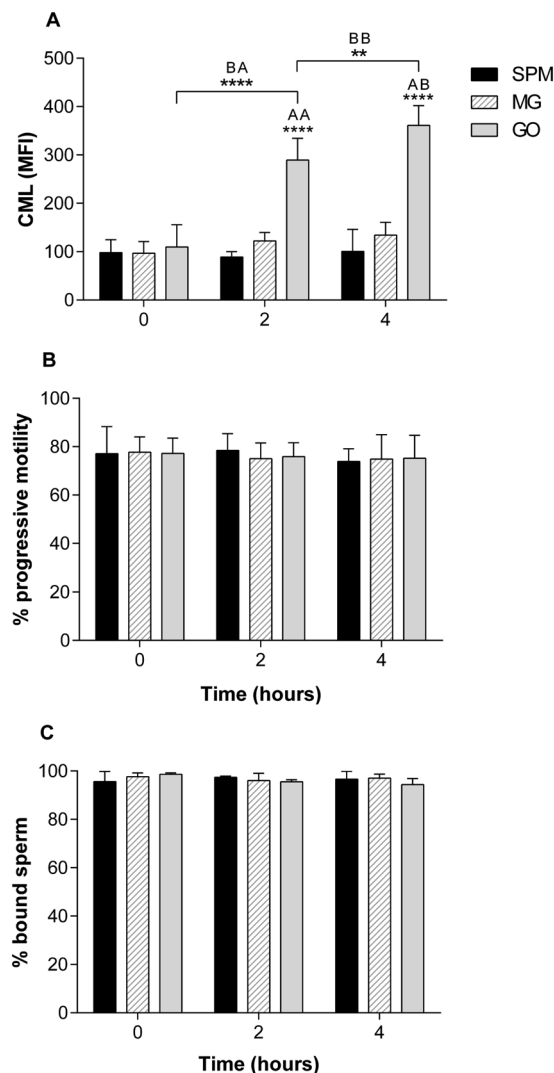 A
BA
****
BB
**
AA
****
AB
****
SPM
MG
GO
CML (MFI)
500
400
300
200
100
0
0 2 4
B
% progressive motility
100
80
60
40
20
0
0 2 4
Time (hours)
C
% bound sperm
100
80
60
40
20
0
0 2 4
Time (hours)